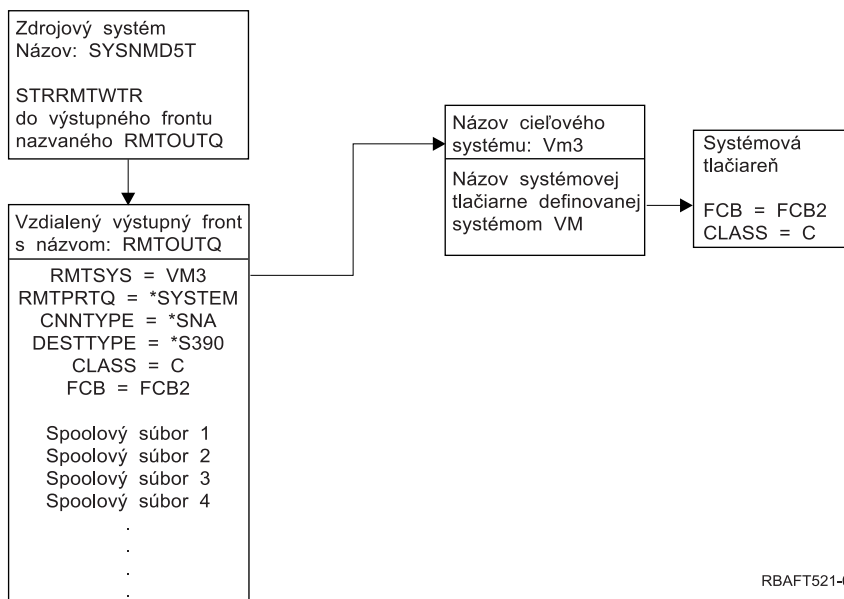 Zdrojový systém
Názov: SYSNMD5T
STRRMTWTR
do výstupného frontu
nazvaného RMTOUTQ
Vzdialený výstupný front
s názvom: RMTOUTQ
RMTSYS = VM3
RMTPRTQ = *SYSTEM
CNNTYPE = *SNA
DESTTYPE = *S390
CLASS = C
FCB = FCB2
Spoolový súbor 1
Spoolový súbor 2
Spoolový súbor 3
Spoolový súbor 4
.
.
.
.
Názov cieľového
systému: Vm3
Názov systémovej
tlačiarne definovanej
systémom VM
Systémová
tlačiareň
FCB = FCB2
CLASS = C